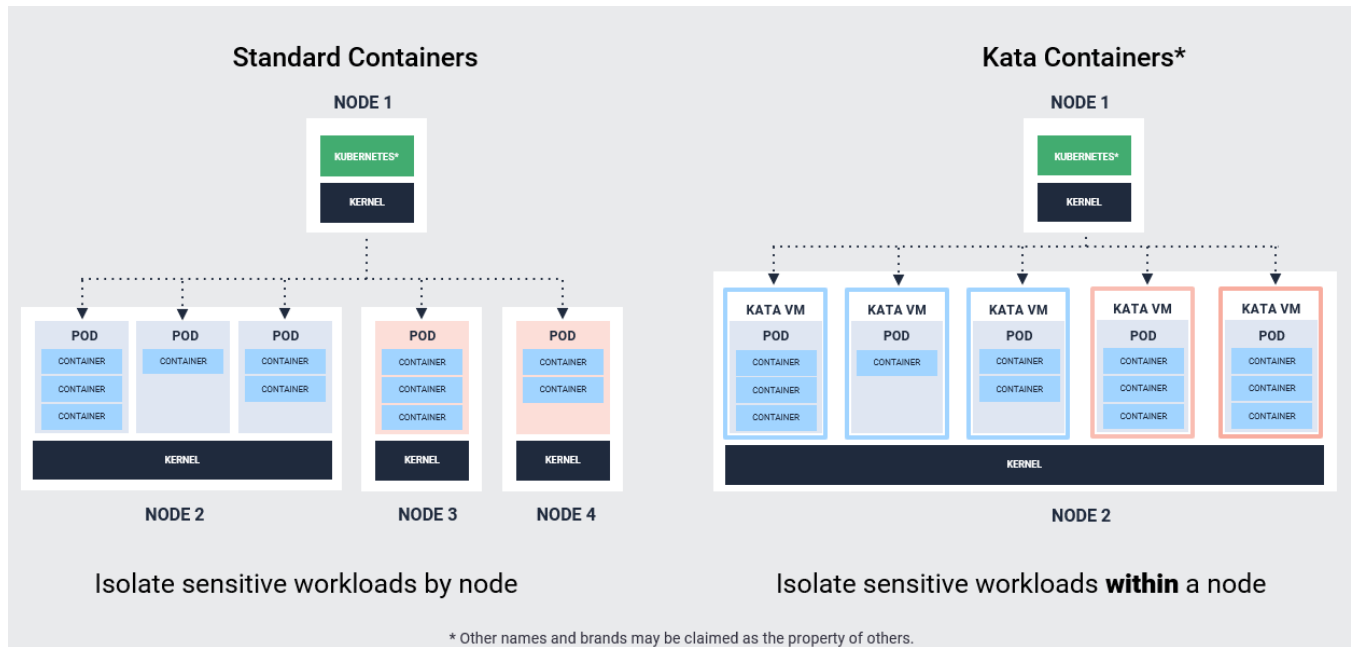 Standard Containers
NODE 1
KUBERNETES*
KERNEL
POD
CONTAINER
CONTAINER
CONTAINER
POD
CONTAINER
POD
CONTAINER
CONTAINER
KERNEL
NODE 2
POD
CONTAINER
CONTAINER
CONTAINER
KERNEL
NODE 3
POD
CONTAINER
CONTAINER
KERNEL
NODE 4
Isolate sensitive workloads by node
Kata Containers*
NODE 1
KUBERNETES*
KERNEL
KATA VM
POD
CONTAINER
CONTAINER
CONTAINER
KATA VM
POD
CONTAINER
KATA VM
POD
CONTAINER
CONTAINER
KATA VM
POD
CONTAINER
CONTAINER
CONTAINER
KATA VM
POD
CONTAINER
CONTAINER
CONTAINER
KERNEL
NODE 2
Isolate sensitive workloads within a node
* Other names and brands may be claimed as the property of others.